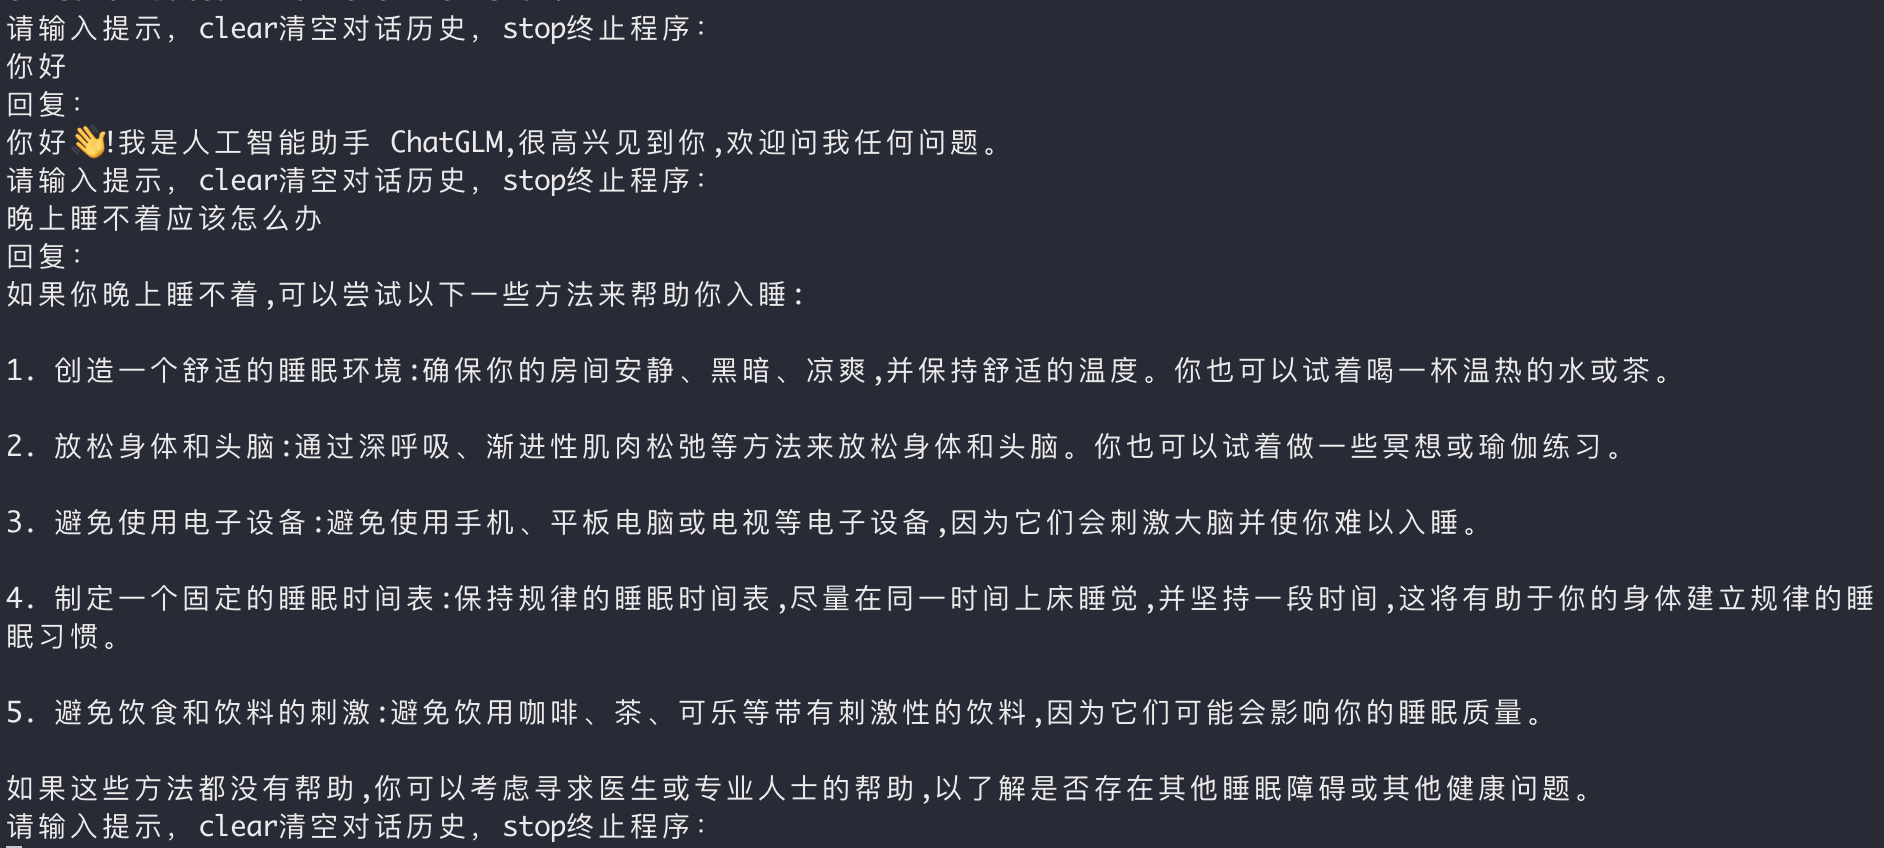 请输入提示, clear清空对话历史, stop终止程序:
你好
回复:
你好👋!我是人工智能助手 ChatGLM,很高兴见到你,欢迎问我任何问题。
请输入提示, clear清空对话历史, stop终止程序:
晚上睡不着应该怎么办
回复:
如果你晚上睡不着,可以尝试以下一些方法来帮助你入睡:
1. 创造一个舒适的睡眠环境:确保你的房间安静、黑暗、凉爽,并保持舒适的温度。你也可以试着喝一杯温热的水或茶。
2. 放松身体和头脑:通过深呼吸、渐进性肌肉松弛等方法来放松身体和头脑。你也可以试着做一些冥想或瑜伽练习。
3. 避免使用电子设备:避免使用手机、平板电脑或电视等电子设备,因为它们会刺激大脑并使你难以入睡。
4. 制定一个固定的睡眠时间表:保持规律的睡眠时间表,尽量在同一时间上床睡觉,并坚持一段时间,这将有助于你的身体建立规律的睡
眠习惯。
5. 避免饮食和饮料的刺激:避免饮用咖啡、茶、可乐等带有刺激性的饮料,因为它们可能会影响你的睡眠质量。
如果这些方法都没有帮助,你可以考虑寻求医生或专业人士的帮助,以了解是否存在其他睡眠障碍或其他健康问题。
请输入提示, clear清空对话历史, stop终止程序: